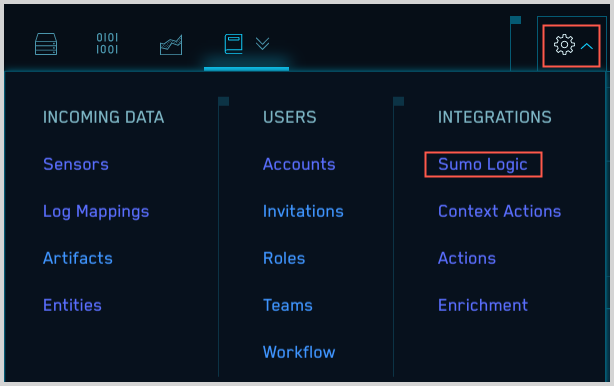 0101
1001
INCOMING DATA
Sensors
Log Mappings
Artifacts
Entities
USERS
Accounts
Invitations
Roles
Teams
Workflow
INTEGRATIONS
Sumo Logic
Context Actions
Actions
Enrichment